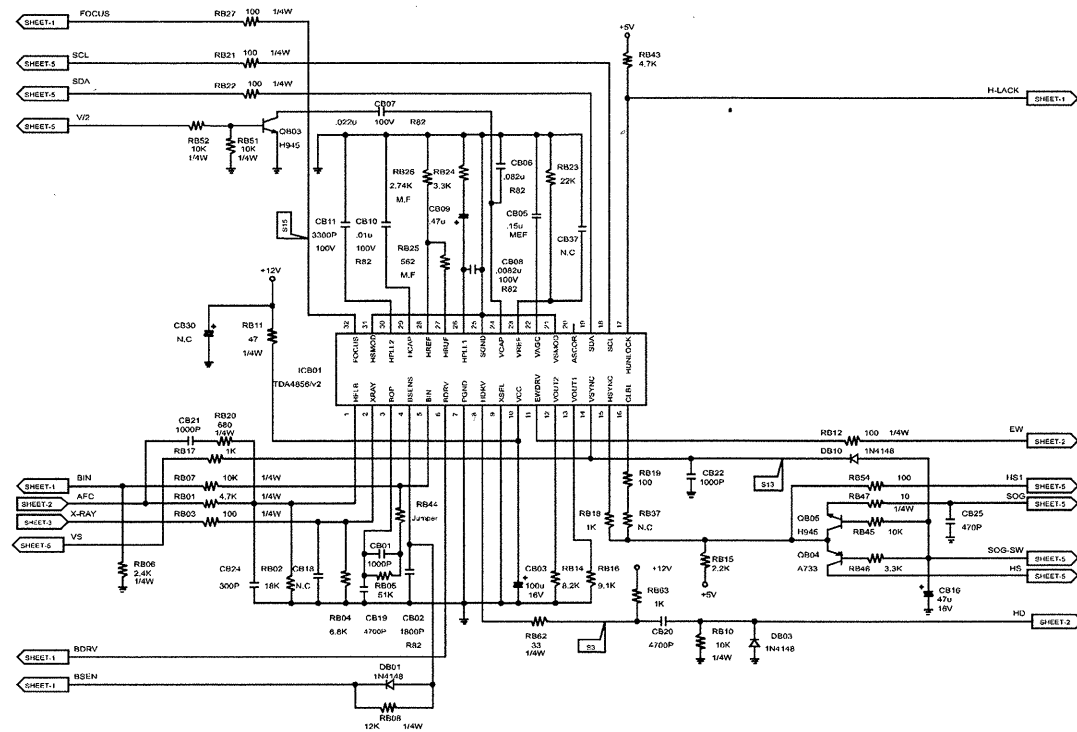 SHEET-1 FOCUS RB27 100 1/4W
SHEET-5 SCL RB21 100 1/4W
SHEET-5 SDA RB22 100 1/4W
SHEET-5 V/2
RB52 10K 1/4W
RB51 10K 1/4W
QB03 H945
CB07 .022u 100V R82
+5V
RB43 4.7K
H-LACK SHEET-1
CB11 3300P 100V
CB10 .01u 100V R82
RB26 2.74K M.F
RB24 3.3K
CB09 .47u
RB25 562 M.F
CB08 .0082u 100V R82
CB06 .082u R82
CB05 .15u MEF
RB23 22K
CB37 N.C
S15
+12V
CB30 N.C
RB11 47 1/4W
ICB01
TDA4856/v2
32 31 30 29 28 27 26 25 24 23 22 21 20 19 18 17
FOCUS HSMOD HPLL2 HCAP HREF HBUF HPLL1 SGND VCAP VREF VAGC VSMOD ASCOR SDA SCL HUNLOCK
HFLB XRAY BOP BSENS BIN BDRV PGND HDRV XSEL VCC EWDRV VOUT2 VOUT1 VSYNC HSYNC CLBL
1 2 3 4 5 6 7 8 9 10 11 12 13 14 15 16
CB21 1000P
RB20 680 1/4W
RB17 1K
SHEET-1 BIN RB07 10K 1/4W
SHEET-2 AFC RB01 4.7K 1/4W
SHEET-3 X-RAY RB03 100 1/4W
VS
RB06 2.4K 1/4W
CB24 300P
RB02 18K
CB18 N.C
RB04 6.8K
CB19 4700P
CB01 1000P
RB05 51K
RB44 Jumper
CB02 1800P R82
CB03 100u 16V
RB14 8.2K
RB16 9.1K
RB18 1K
RB19 100
RB37 N.C
RB15 2.2K
+5V
CB22 1000P
S13
RB12 100 1/4W
EW SHEET-2
DB10 1N4148
RB54 100
HS1 SHEET-5
RB47 10 1/4W
SOG SHEET-5
CB25 470P
QB05 H945
RB45 10K
QB04 A733
RB46 3.3K
SOG-SW SHEET-5
HS SHEET-5
CB16 47u 16V
+12V
RB63 1K
RB62 33 1/4W
S3
CB20 4700P
RB10 10K 1/4W
DB03 1N4148
HD SHEET-2
SHEET-1 BDRV
SHEET-1 BSEN
DB01
1N4148
RB08
12K 1/4W